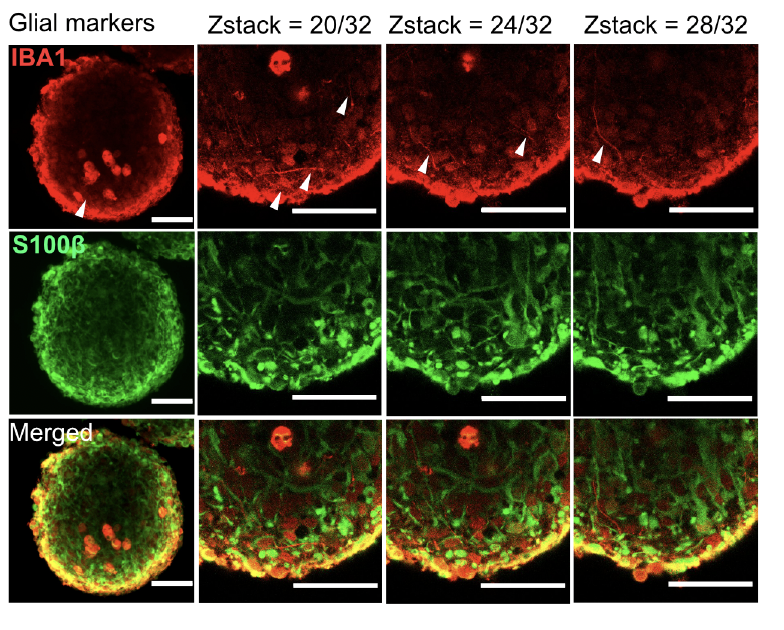 Glial markers Zstack = 20/32 Zstack = 24/32 Zstack = 28/32
IBA1
S100β
Merged